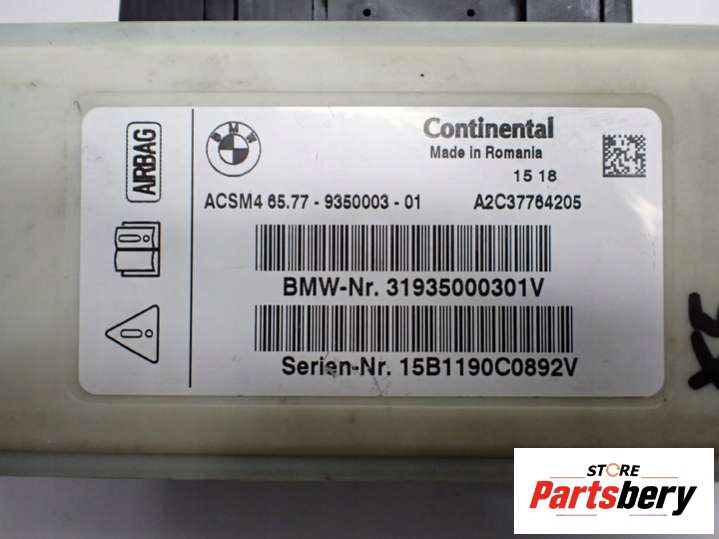 AIRBAG
BMW
Continental
Made in Romania
15 18
ACSM4 65.77 - 9350003 - 01 A2C37764205
BMW-Nr. 31935000301V
Serien-Nr. 15B1190C0892V
STORE
Partsbery